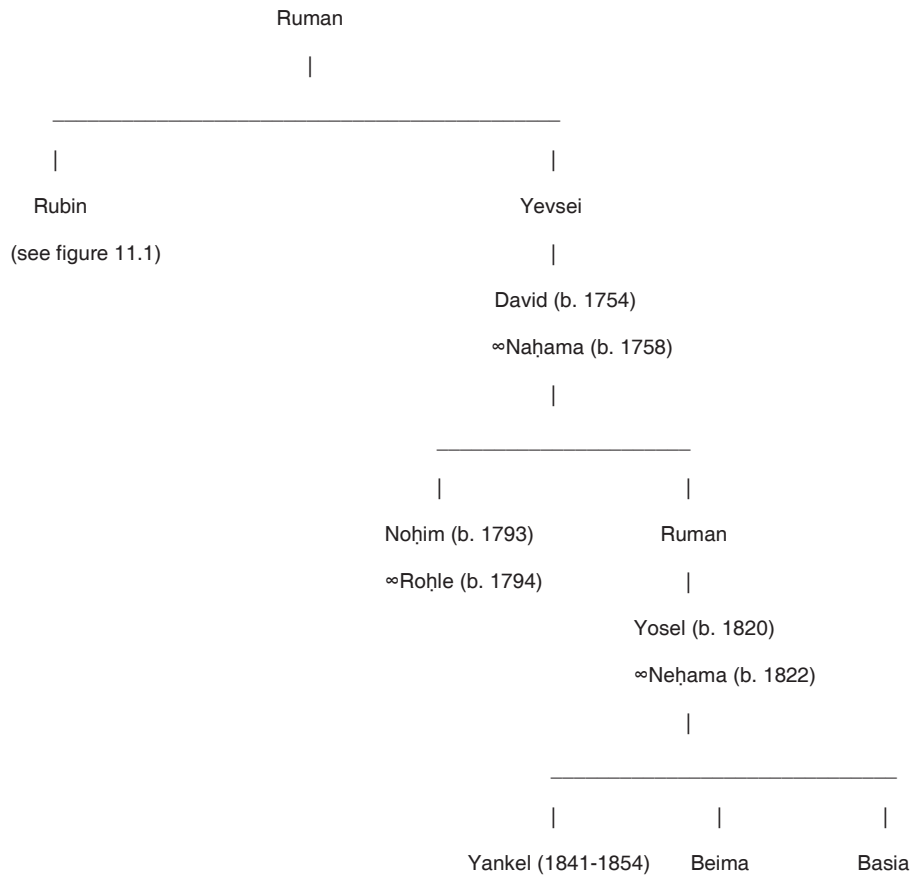 Ruman
Rubin Yevsei
(see figure 11.1)
David (b. 1754)
∞Naḥama (b. 1758)
Noḥim (b. 1793) Ruman
∞Roḥle (b. 1794)
Yosel (b. 1820)
∞Neḥama (b. 1822)
Yankel (1841-1854) Beima Basia